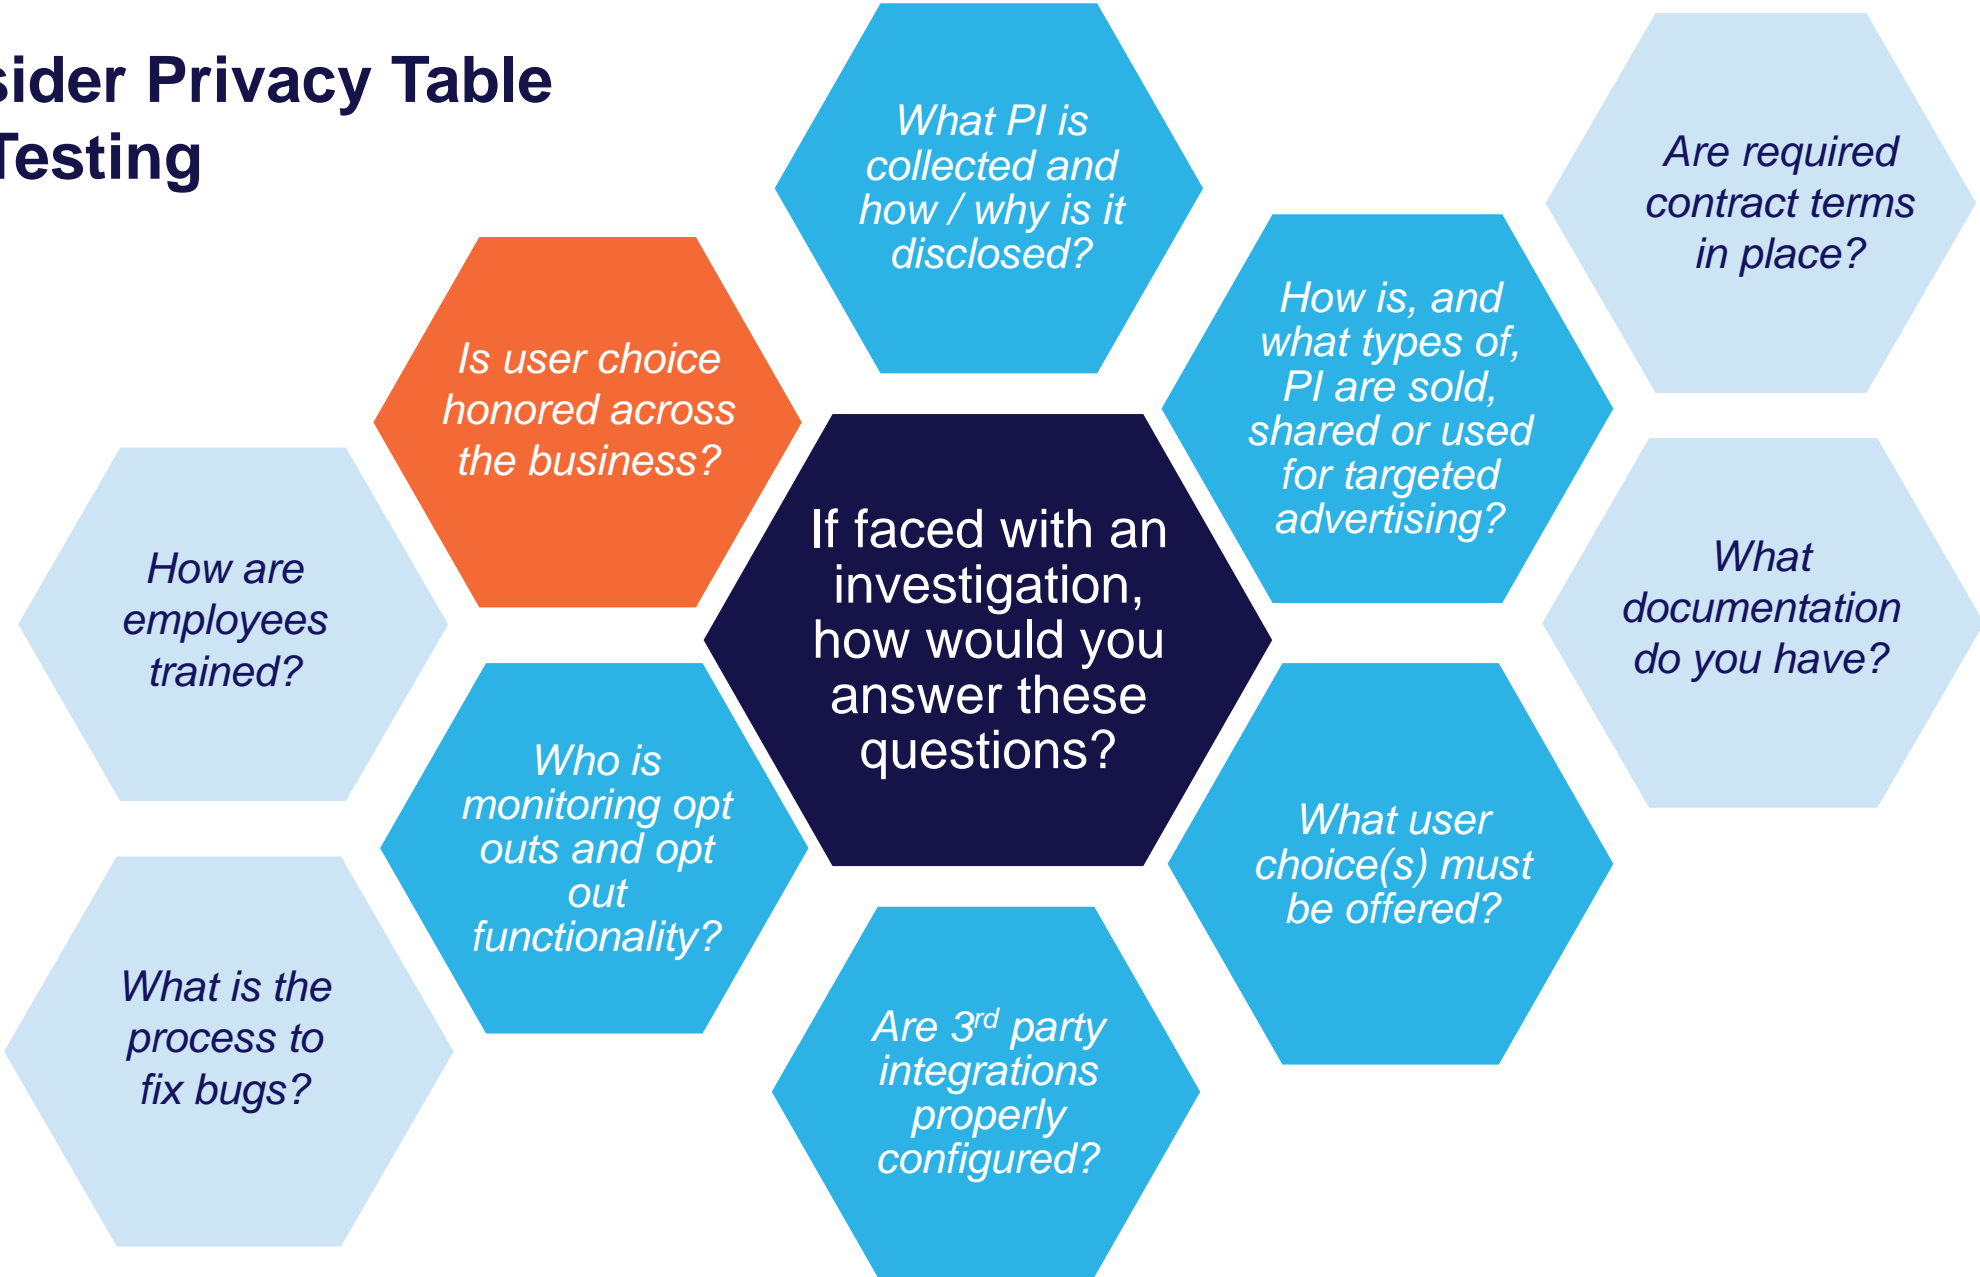 sider Privacy Table
Testing
What PI is
collected and
how / why is it
disclosed?
Are required
contract terms
in place?
How is, and
what types of,
PI are sold,
shared or used
for targeted
advertising?
Is user choice
honored across
the business?
If faced with an
investigation,
how would you
answer these
questions?
How are
employees
trained?
What
documentation
do you have?
Who is
monitoring opt
outs and opt
out
functionality?
What user
choice(s) must
be offered?
What is the
process to
fix bugs?
Are 3rd party
integrations
properly
configured?